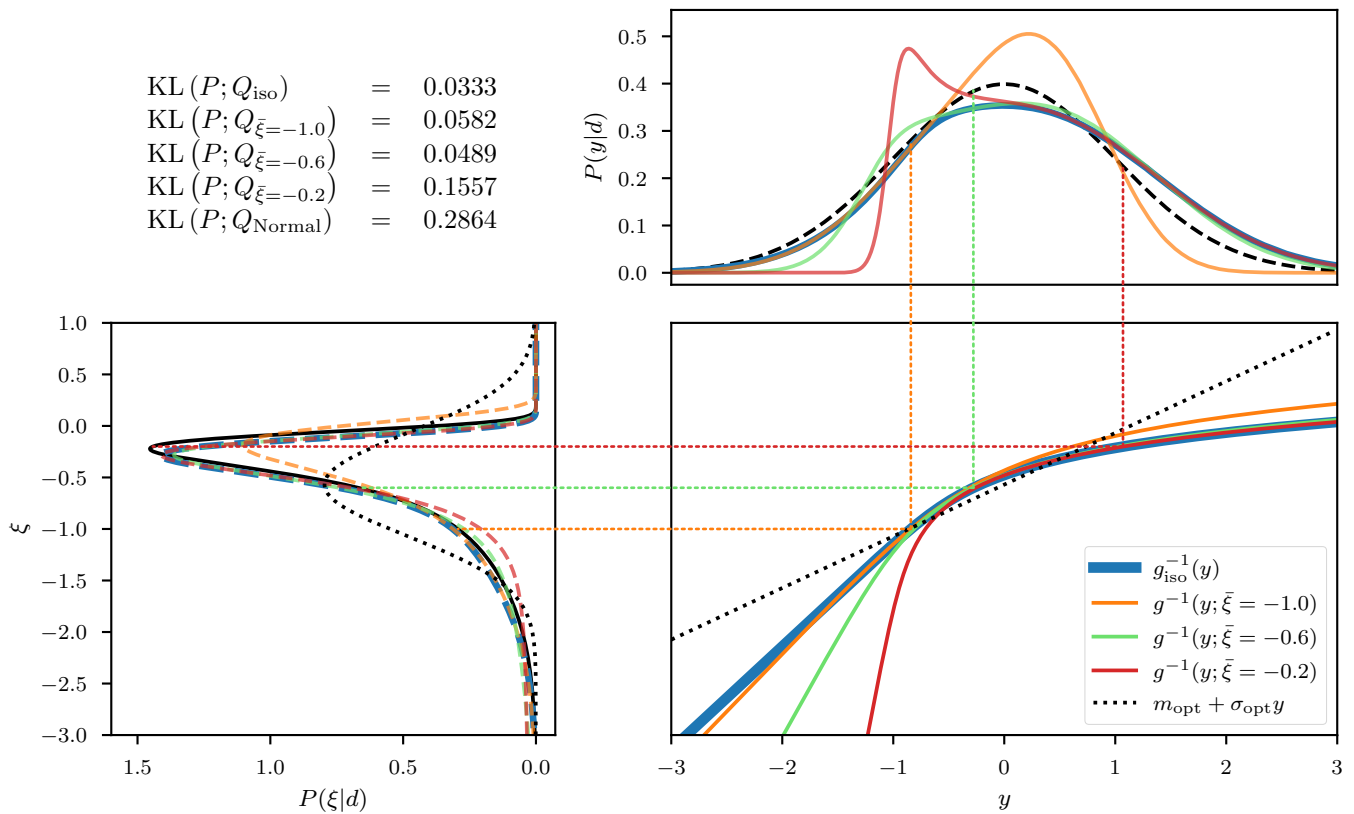 KL (P; Q_iso) = 0.0333
KL (P; Q_ξ̄=−1.0) = 0.0582
KL (P; Q_ξ̄=−0.6) = 0.0489
KL (P; Q_ξ̄=−0.2) = 0.1557
KL (P; Q_Normal) = 0.2864
P(y|d)
0.5
0.4
0.3
0.2
0.1
0.0
ξ
1.0
0.5
0.0
−0.5
−1.0
−1.5
−2.0
−2.5
−3.0
1.5 1.0 0.5 0.0
P(ξ|d)
g_iso^−1(y)
g^−1(y; ξ̄ = −1.0)
g^−1(y; ξ̄ = −0.6)
g^−1(y; ξ̄ = −0.2)
m_opt + σ_opt y
−3 −2 −1 0 1 2 3
y